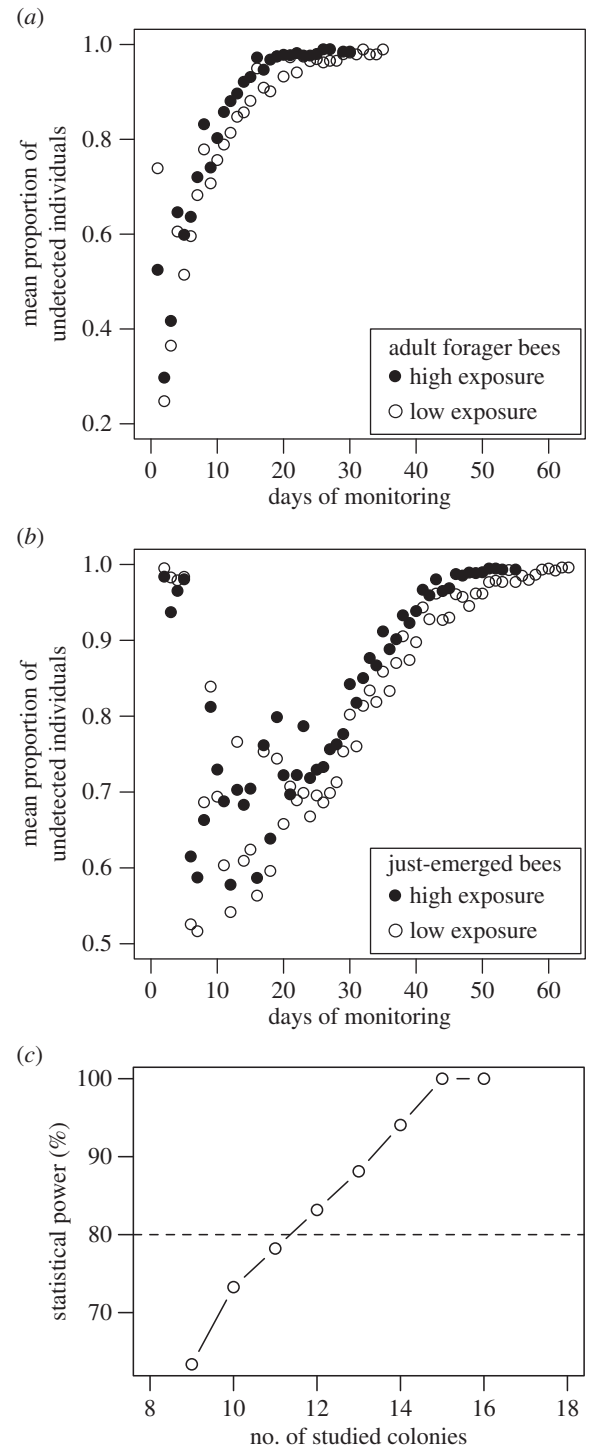 (a)
1.0
0.8
0.6
0.4
0.2
mean proportion of
undetected individuals
adult forager bees
high exposure
low exposure
0 10 20 30 40 50 60
days of monitoring
(b)
1.0
0.9
0.8
0.7
0.6
0.5
mean proportion of
undetected individuals
just-emerged bees
high exposure
low exposure
0 10 20 30 40 50 60
days of monitoring
(c)
100
90
80
70
statistical power (%)
8 10 12 14 16 18
no. of studied colonies